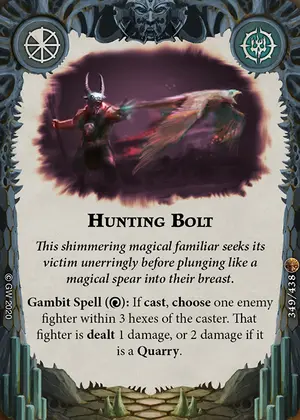 HUNTING BOLT
This shimmering magical familiar seeks its
victim unerringly before plunging like a
magical spear into their breast.
Gambit Spell (): If cast, choose one enemy
fighter within 3 hexes of the caster. That
fighter is dealt 1 damage, or 2 damage if it
is a Quarry.
© GW 2020
349/438